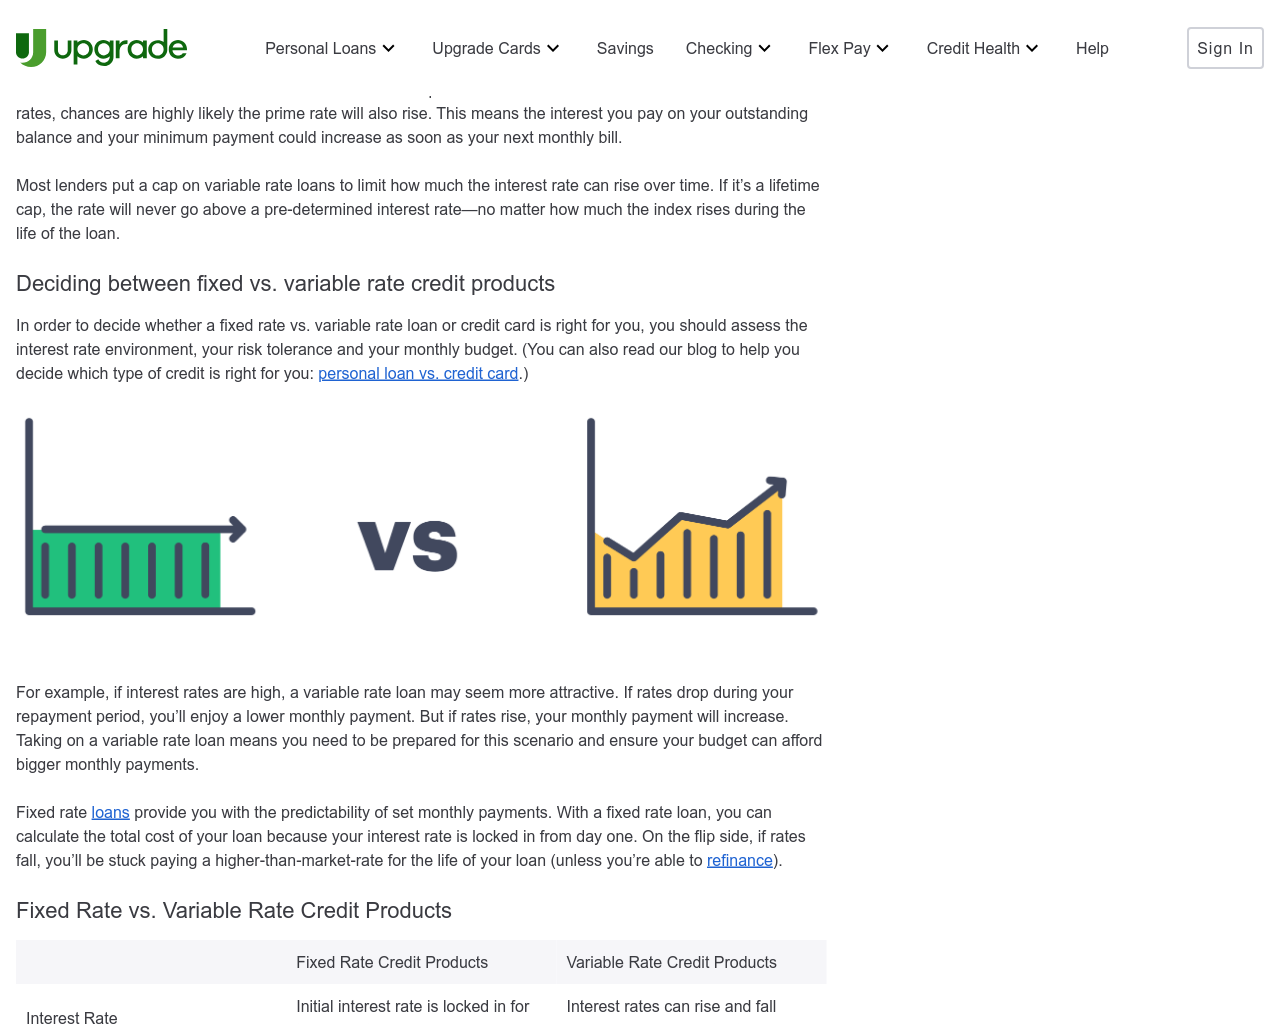 upgrade
Personal Loans
Upgrade Cards
Savings
Checking
Flex Pay
Credit Health
Help
Sign In
rates, chances are highly likely the prime rate will also rise. This means the interest you pay on your outstanding
balance and your minimum payment could increase as soon as your next monthly bill.
Most lenders put a cap on variable rate loans to limit how much the interest rate can rise over time. If it’s a lifetime
cap, the rate will never go above a pre-determined interest rate—no matter how much the index rises during the
life of the loan.
Deciding between fixed vs. variable rate credit products
In order to decide whether a fixed rate vs. variable rate loan or credit card is right for you, you should assess the
interest rate environment, your risk tolerance and your monthly budget. (You can also read our blog to help you
decide which type of credit is right for you: personal loan vs. credit card.)
vs
For example, if interest rates are high, a variable rate loan may seem more attractive. If rates drop during your
repayment period, you’ll enjoy a lower monthly payment. But if rates rise, your monthly payment will increase.
Taking on a variable rate loan means you need to be prepared for this scenario and ensure your budget can afford
bigger monthly payments.
Fixed rate loans provide you with the predictability of set monthly payments. With a fixed rate loan, you can
calculate the total cost of your loan because your interest rate is locked in from day one. On the flip side, if rates
fall, you’ll be stuck paying a higher-than-market-rate for the life of your loan (unless you’re able to refinance).
Fixed Rate vs. Variable Rate Credit Products
Fixed Rate Credit Products
Variable Rate Credit Products
Interest Rate
Initial interest rate is locked in for
Interest rates can rise and fall